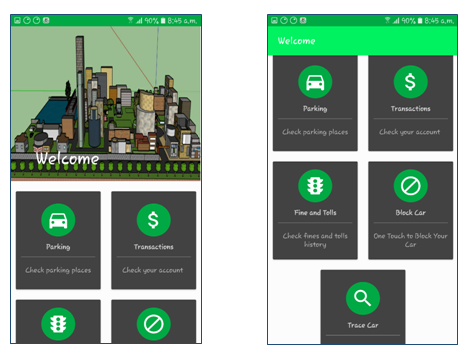 90% 8:45 a.m.
Welcome
Parking
Check parking places
Transactions
Check your account
90% 8:45 a.m.
Welcome
Parking
Check parking places
Transactions
Check your account
Fine and Tolls
Check fines and tolls
history
Block Car
One Touch to Block Your
Car
Trace Car